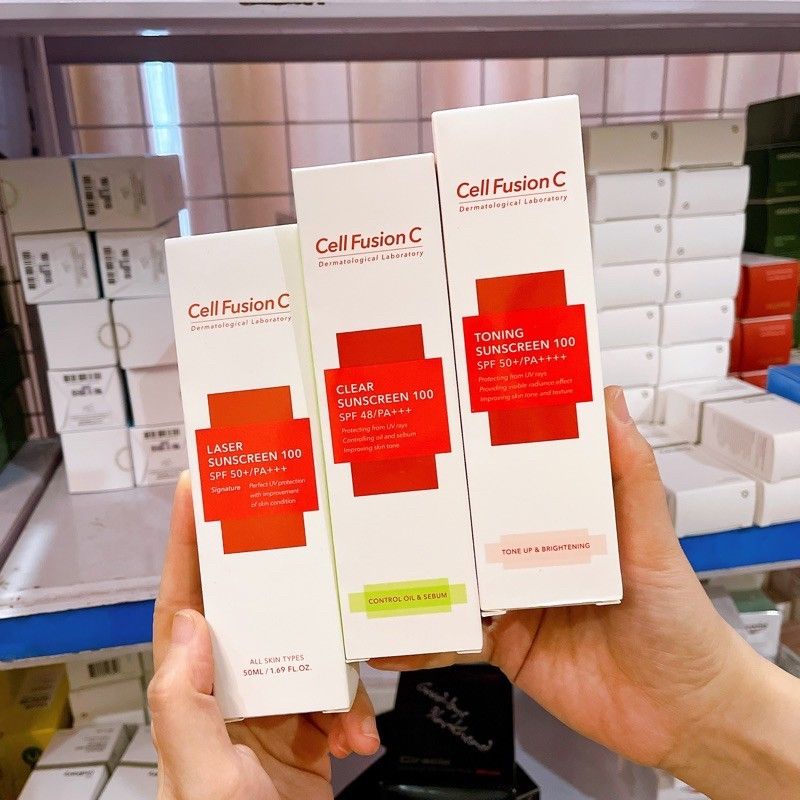 Cell Fusion C
Dermatological Laboratory
LASER
SUNSCREEN 100
SPF 50+/PA+++
Signature
Perfect UV protection
with improvement
of skin condition
ALL SKIN TYPES
50ML / 1.69 FL.OZ.
Cell Fusion C
Dermatological Laboratory
CLEAR
SUNSCREEN 100
SPF 48/PA+++
Protecting from UV rays
Controlling oil and sebum
Improving skin tone
CONTROL OIL & SEBUM
Cell Fusion C
Dermatological Laboratory
TONING
SUNSCREEN 100
SPF 50+/PA++++
Protecting from UV rays
Providing visible radiance effect
Improving skin tone and texture
TONE UP & BRIGHTENING